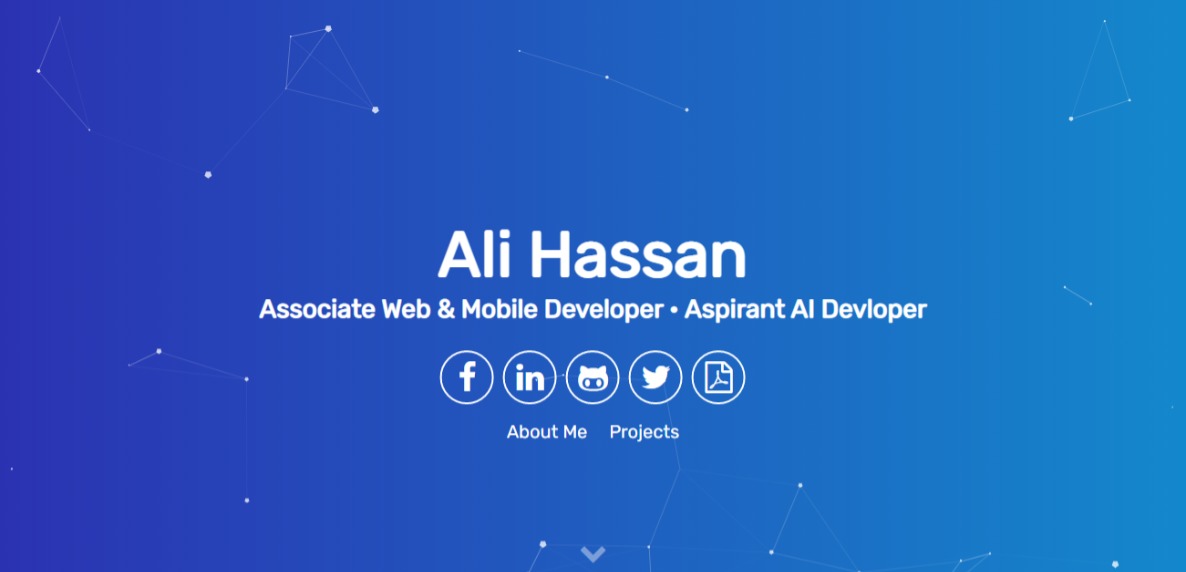 Ali Hassan
Associate Web & Mobile Developer • Aspirant AI Devloper
About Me Projects